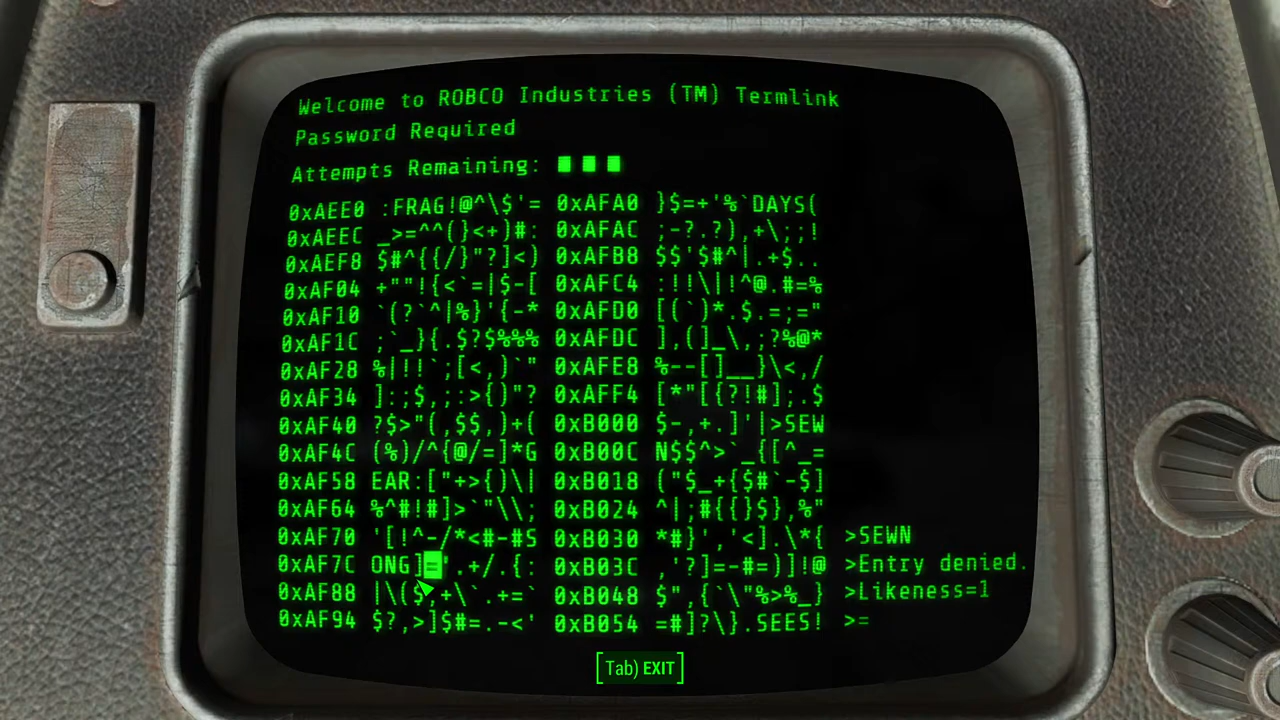 Welcome to ROBCO Industries (TM) Termlink
Password Required
Attempts Remaining: ■ ■ ■
0xAEE0 :FRAG!@^\$'= 0xAFA0 }$=+'%`DAYS(
0xAEEC _>=^^(}<+)#: 0xAFAC ;-?.?),+\;;!
0xAEF8 $#^{{/}"?]<) 0xAFB8 $$'$#^|.+$..
0xAF04 +""!{<`=|$-[ 0xAFC4 :!!\|!^@.#=%
0xAF10 `(?`^|%}'{-* 0xAFD0 [(`)*.$.=;="
0xAF1C ;`_}{.$?$%%% 0xAFDC ],(]_\,;?%@*
0xAF28 %|!!`;[<,)`" 0xAFE8 %--[]__}\<,/
0xAF34 ]:;$,;:>{)"? 0xAFF4 [*"[{?!#];.$
0xAF40 ?$>"(,$$,)+( 0xB000 $-,+.]'|>SEW
0xAF4C (%)/^{@/=]*G 0xB00C N$$^>`_{[^_=
0xAF58 EAR:["+>{)\| 0xB018 ("$_+{$#`-$]
0xAF64 %^#!#]>`"\\; 0xB024 ^|;#{{}$},%"
0xAF70 '[!^-/*<#-#S 0xB030 *#}','<].\*{ >SEWN
0xAF7C ONG]='.+/.{: 0xB03C ,'?]=-#=)]!@ >Entry denied.
0xAF88 |\($,+\`.+=` 0xB048 $",{`\"%>%_} >Likeness=1
0xAF94 $?,>]$#=.-<' 0xB054 =#]?\}.SEES! >=
[Tab) EXIT]